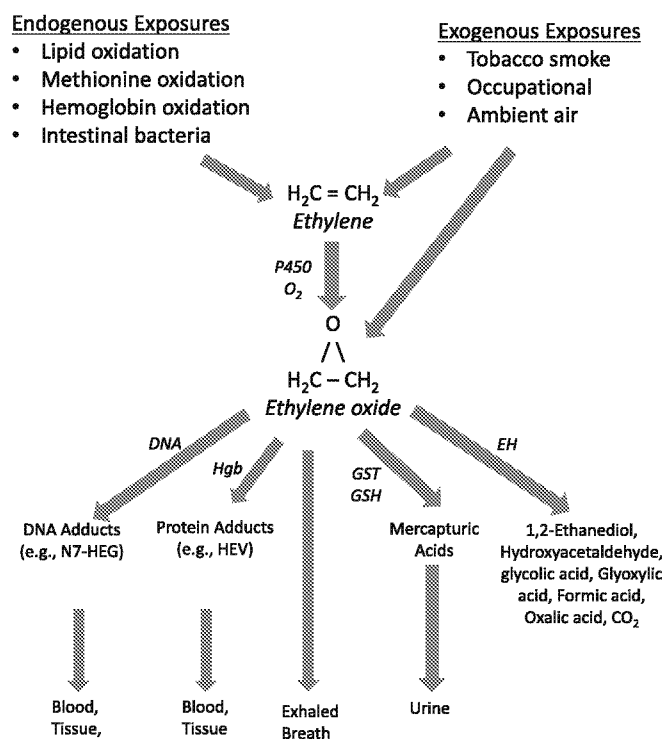 Endogenous Exposures
• Lipid oxidation
• Methionine oxidation
• Hemoglobin oxidation
• Intestinal bacteria
Exogenous Exposures
• Tobacco smoke
• Occupational
• Ambient air
H₂C = CH₂
Ethylene
P450
O₂
O
/ \
H₂C – CH₂
Ethylene oxide
DNA
Hgb
GST
GSH
EH
DNA Adducts
(e.g., N7-HEG)
Protein Adducts
(e.g., HEV)
Mercapturic
Acids
1,2-Ethanediol,
Hydroxyacetaldehyde,
glycolic acid, Glyoxylic
acid, Formic acid,
Oxalic acid, CO₂
Blood,
Tissue,
Blood,
Tissue
Exhaled
Breath
Urine